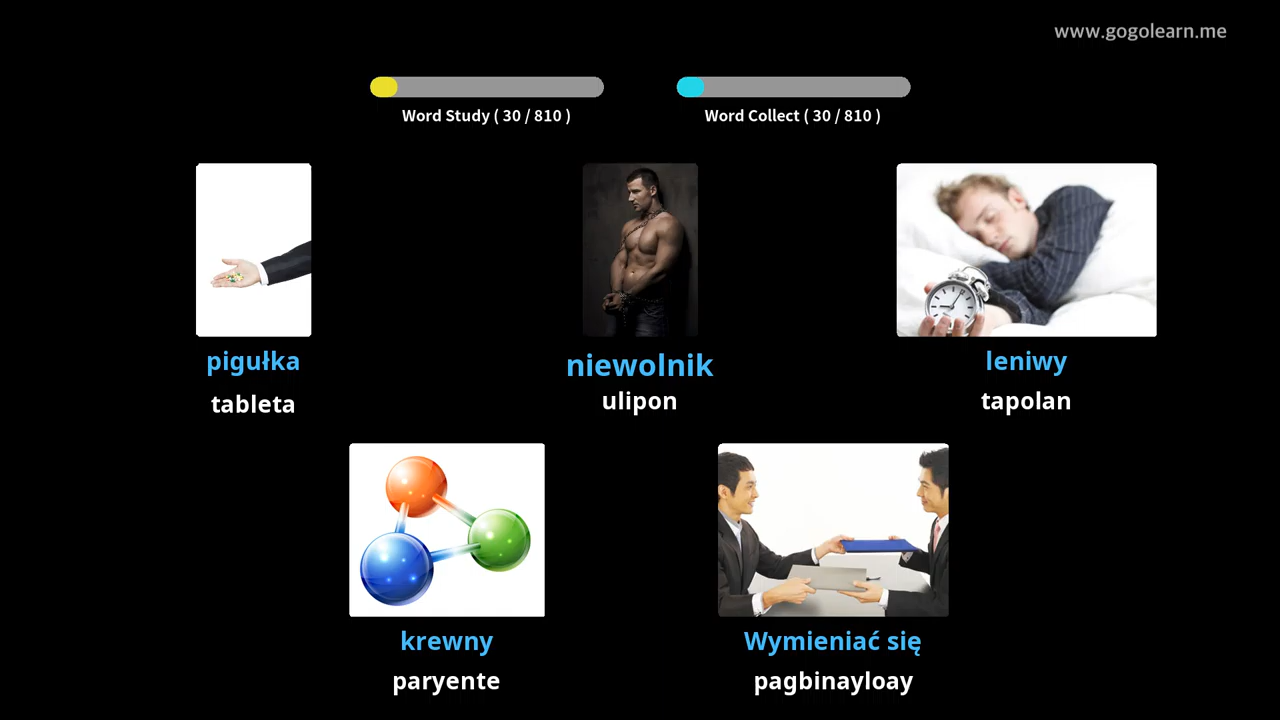 www.gogolearn.me
Word Study ( 30 / 810 )
Word Collect ( 30 / 810 )
pigułka
tableta
niewolnik
ulipon
leniwy
tapolan
krewny
paryente
Wymieniać się
pagbinayloay